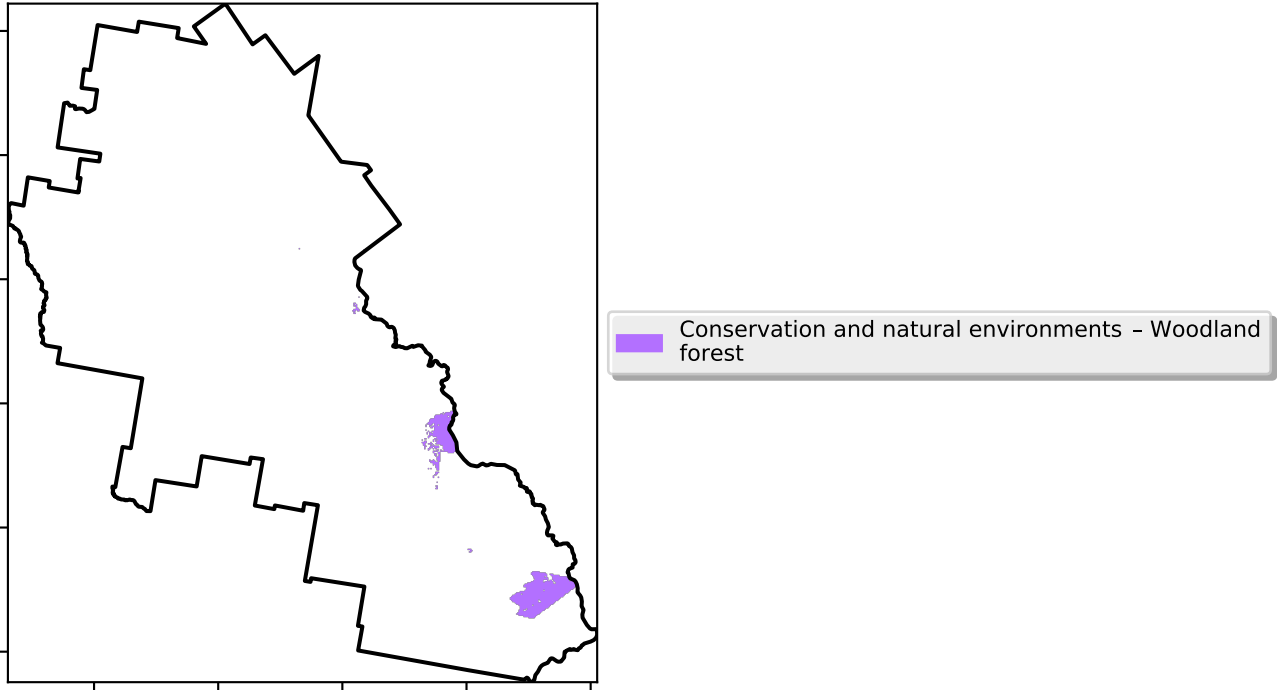 Conservation and natural environments – Woodland
forest